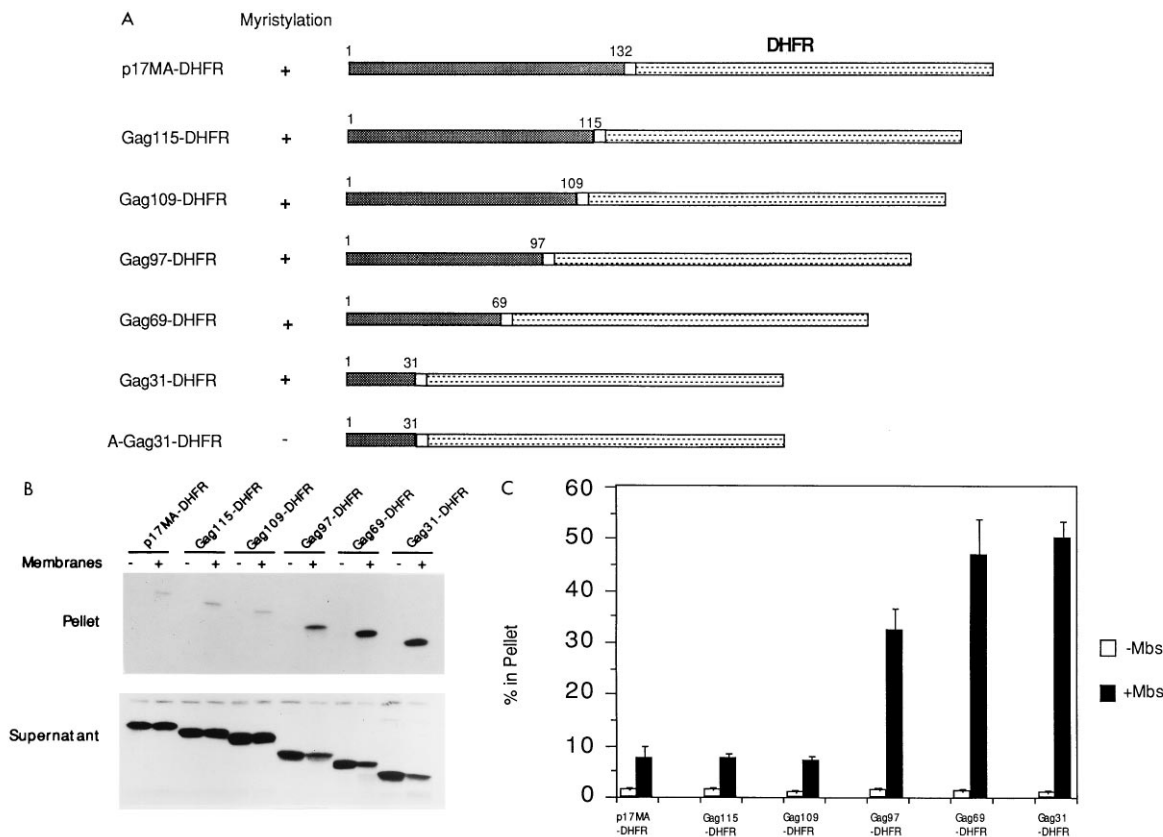 A Myristylation
1 132 DHFR
p17MA-DHFR +
1 115
Gag115-DHFR +
1 109
Gag109-DHFR +
1 97
Gag97-DHFR +
1 69
Gag69-DHFR +
1 31
Gag31-DHFR +
1 31
A-Gag31-DHFR -
B
p17MA-DHFR Gag115-DHFR Gag109-DHFR Gag97-DHFR Gag69-DHFR Gag31-DHFR
Membranes - + - + - + - + - + - +
Pellet
Supernatant
C
60
50
40
30
20
10
0
% in Pellet
p17MA -DHFR
Gag115 -DHFR
Gag109 -DHFR
Gag97 -DHFR
Gag69 -DHFR
Gag31 -DHFR
-Mbs
+Mbs